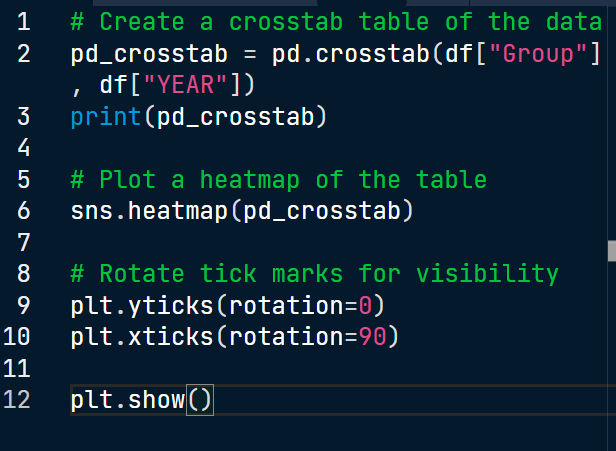 1 # Create a crosstab table of the data
2 pd_crosstab = pd.crosstab(df["Group"]
, df["YEAR"])
3 print(pd_crosstab)
4
5 # Plot a heatmap of the table
6 sns.heatmap(pd_crosstab)
7
8 # Rotate tick marks for visibility
9 plt.yticks(rotation=0)
10 plt.xticks(rotation=90)
11
12 plt.show()